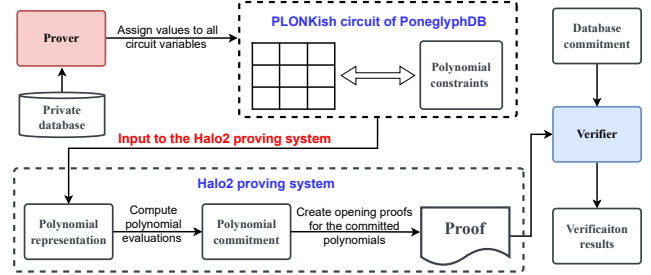 Prover
Assign values to all
circuit variables
PLONKish circuit of PoneglyphDB
Polynomial
constraints
Database
commitment
Private
database
Verifier
Input to the Halo2 proving system
Halo2 proving system
Polynomial
representation
Compute
polynomial
evaluations
Polynomial
commitment
Create opening proofs
for the committed
polynomials
Proof
Verificaiton
results